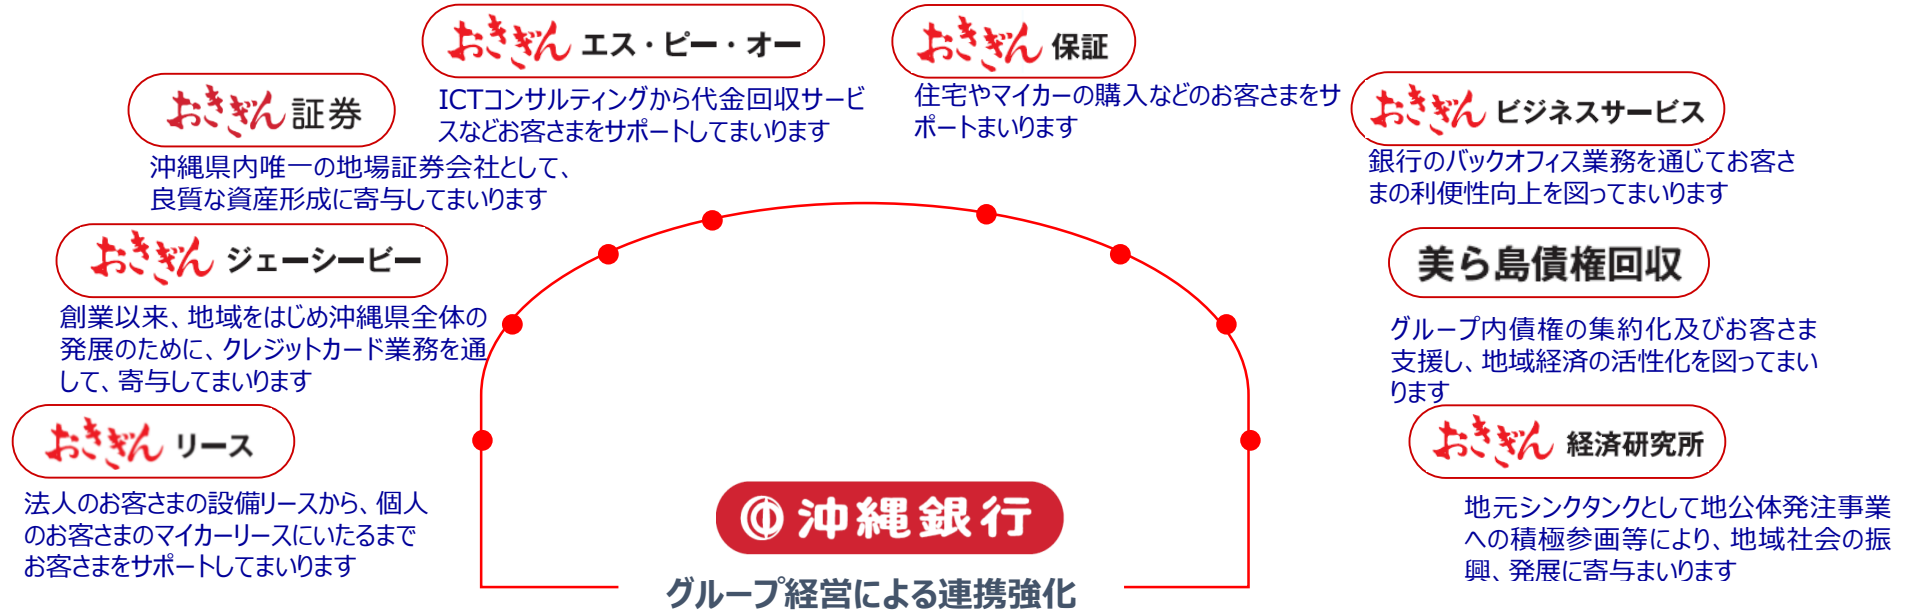 おきぎん エス・ピー・オー
ICTコンサルティングから代金回収サービ
スなどお客さまをサポートしてまいります
おきぎん 保証
住宅やマイカーの購入などのお客さまをサ
ポートまいります
おきぎん 証券
沖縄県内唯一の地場証券会社として、
良質な資産形成に寄与してまいります
おきぎん ビジネスサービス
銀行のバックオフィス業務を通じてお客さ
まの利便性向上を図ってまいります
おきぎん ジェーシービー
創業以来、地域をはじめ沖縄県全体の
発展のために、クレジットカード業務を通
して、寄与してまいります
美ら島債権回収
グループ内債権の集約化及びお客さま
支援し、地域経済の活性化を図ってまい
ります
おきぎん リース
法人のお客さまの設備リースから、個人
のお客さまのマイカーリースにいたるまで
お客さまをサポートしてまいります
おきぎん 経済研究所
地元シンクタンクとして地公体発注事業
への積極参画等により、地域社会の振
興、発展に寄与まいります
沖縄銀行
グループ経営による連携強化